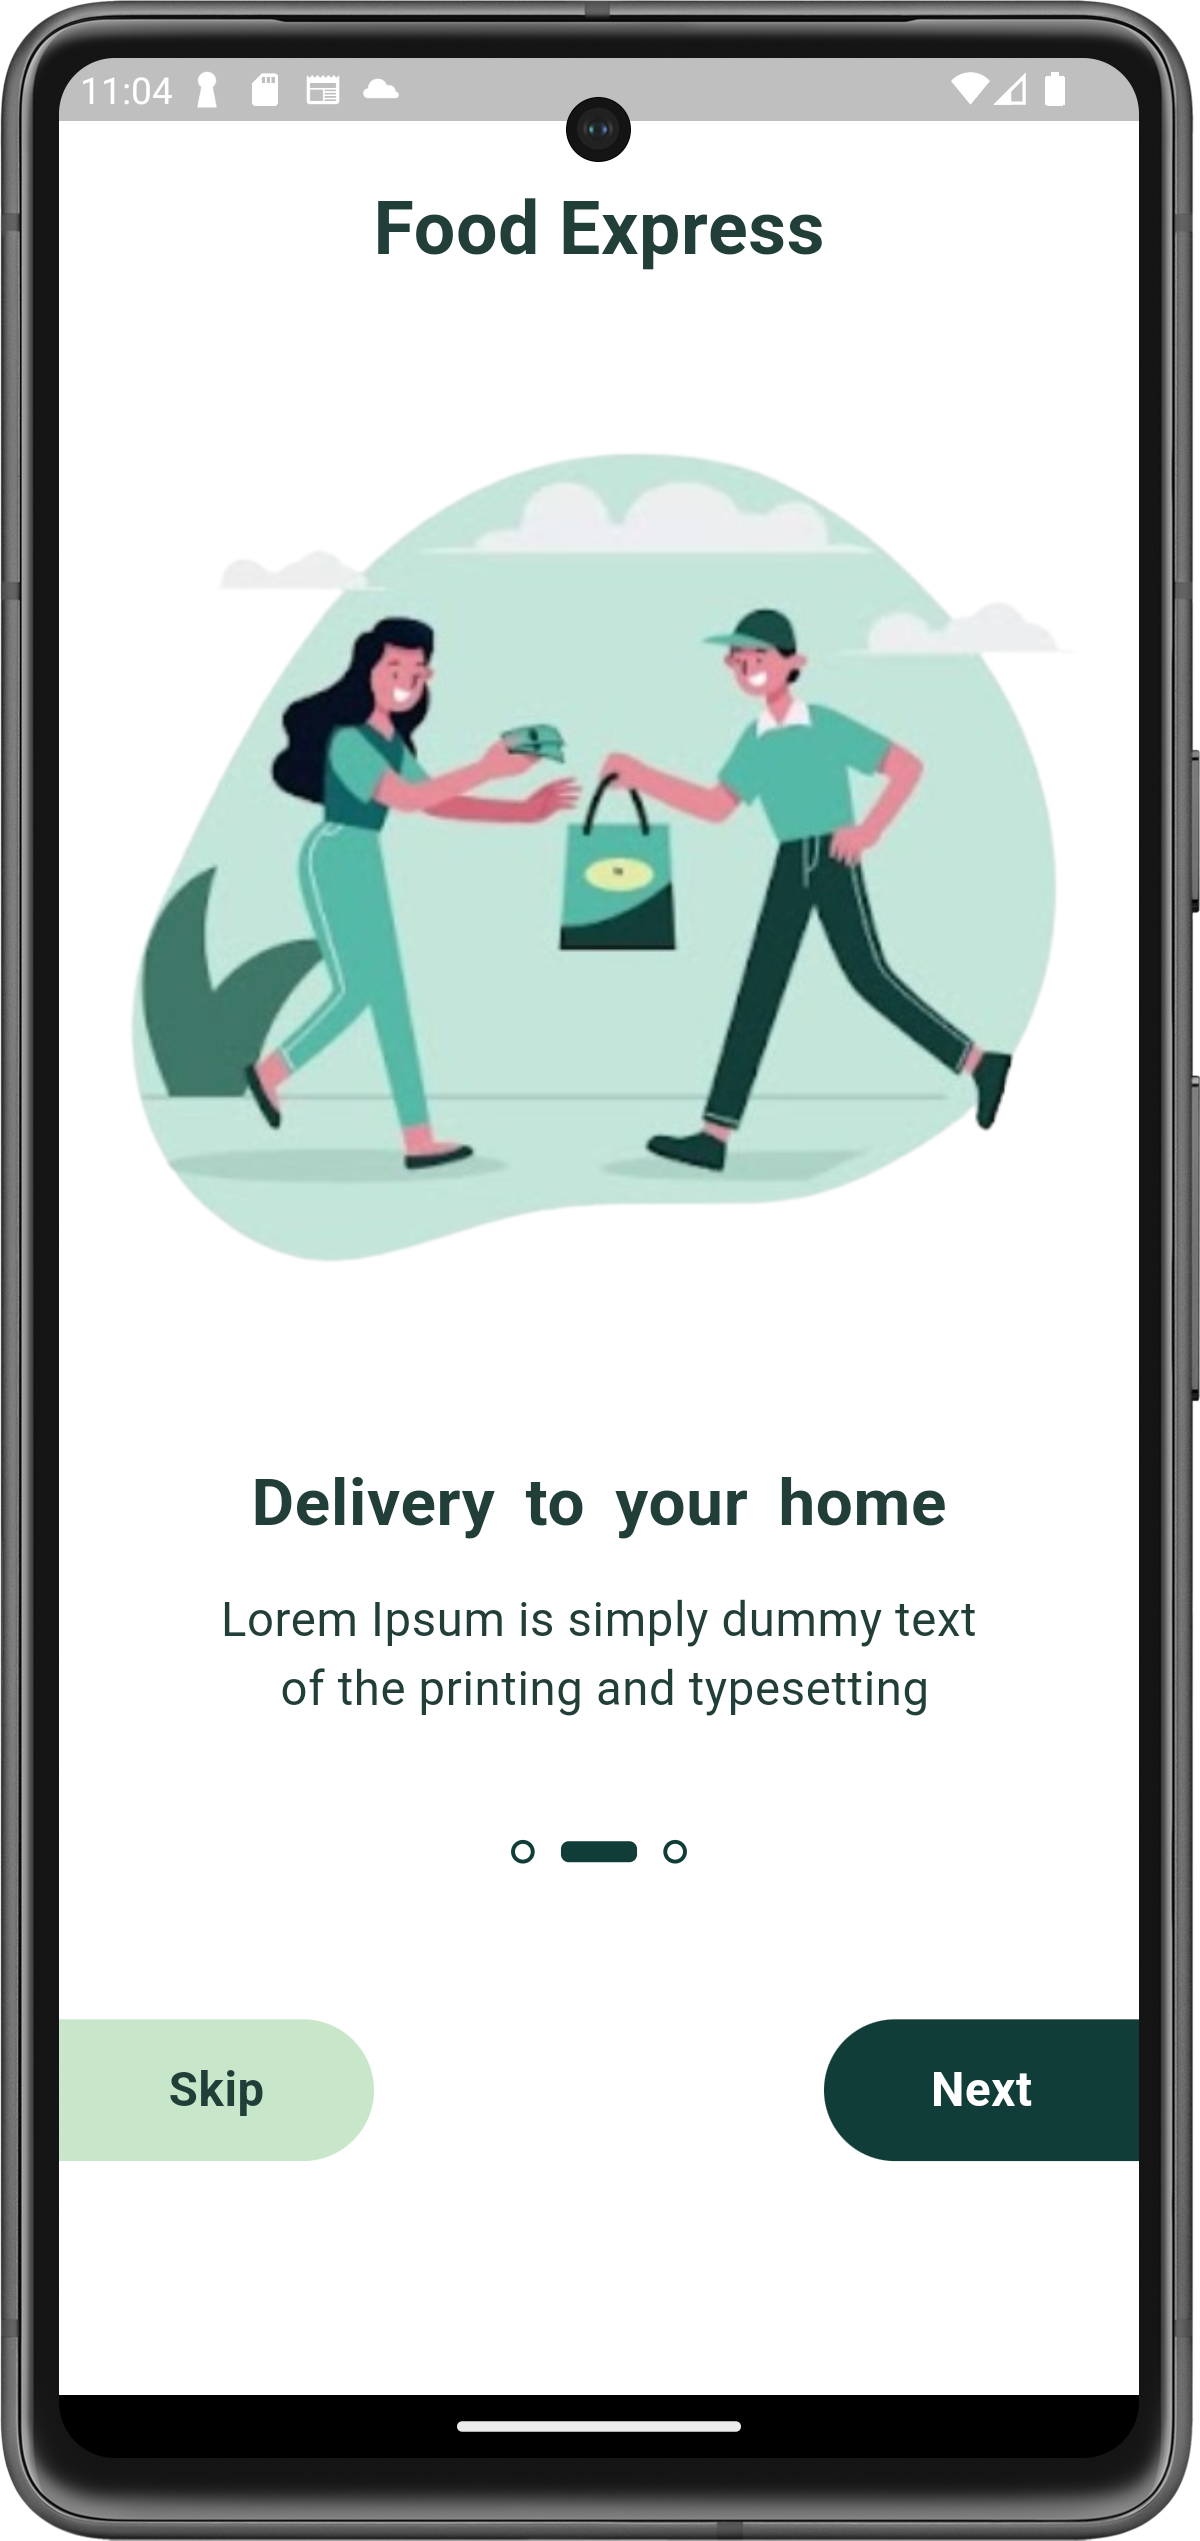 11:04
Food Express
Delivery to your home
Lorem Ipsum is simply dummy text
of the printing and typesetting
Skip
Next